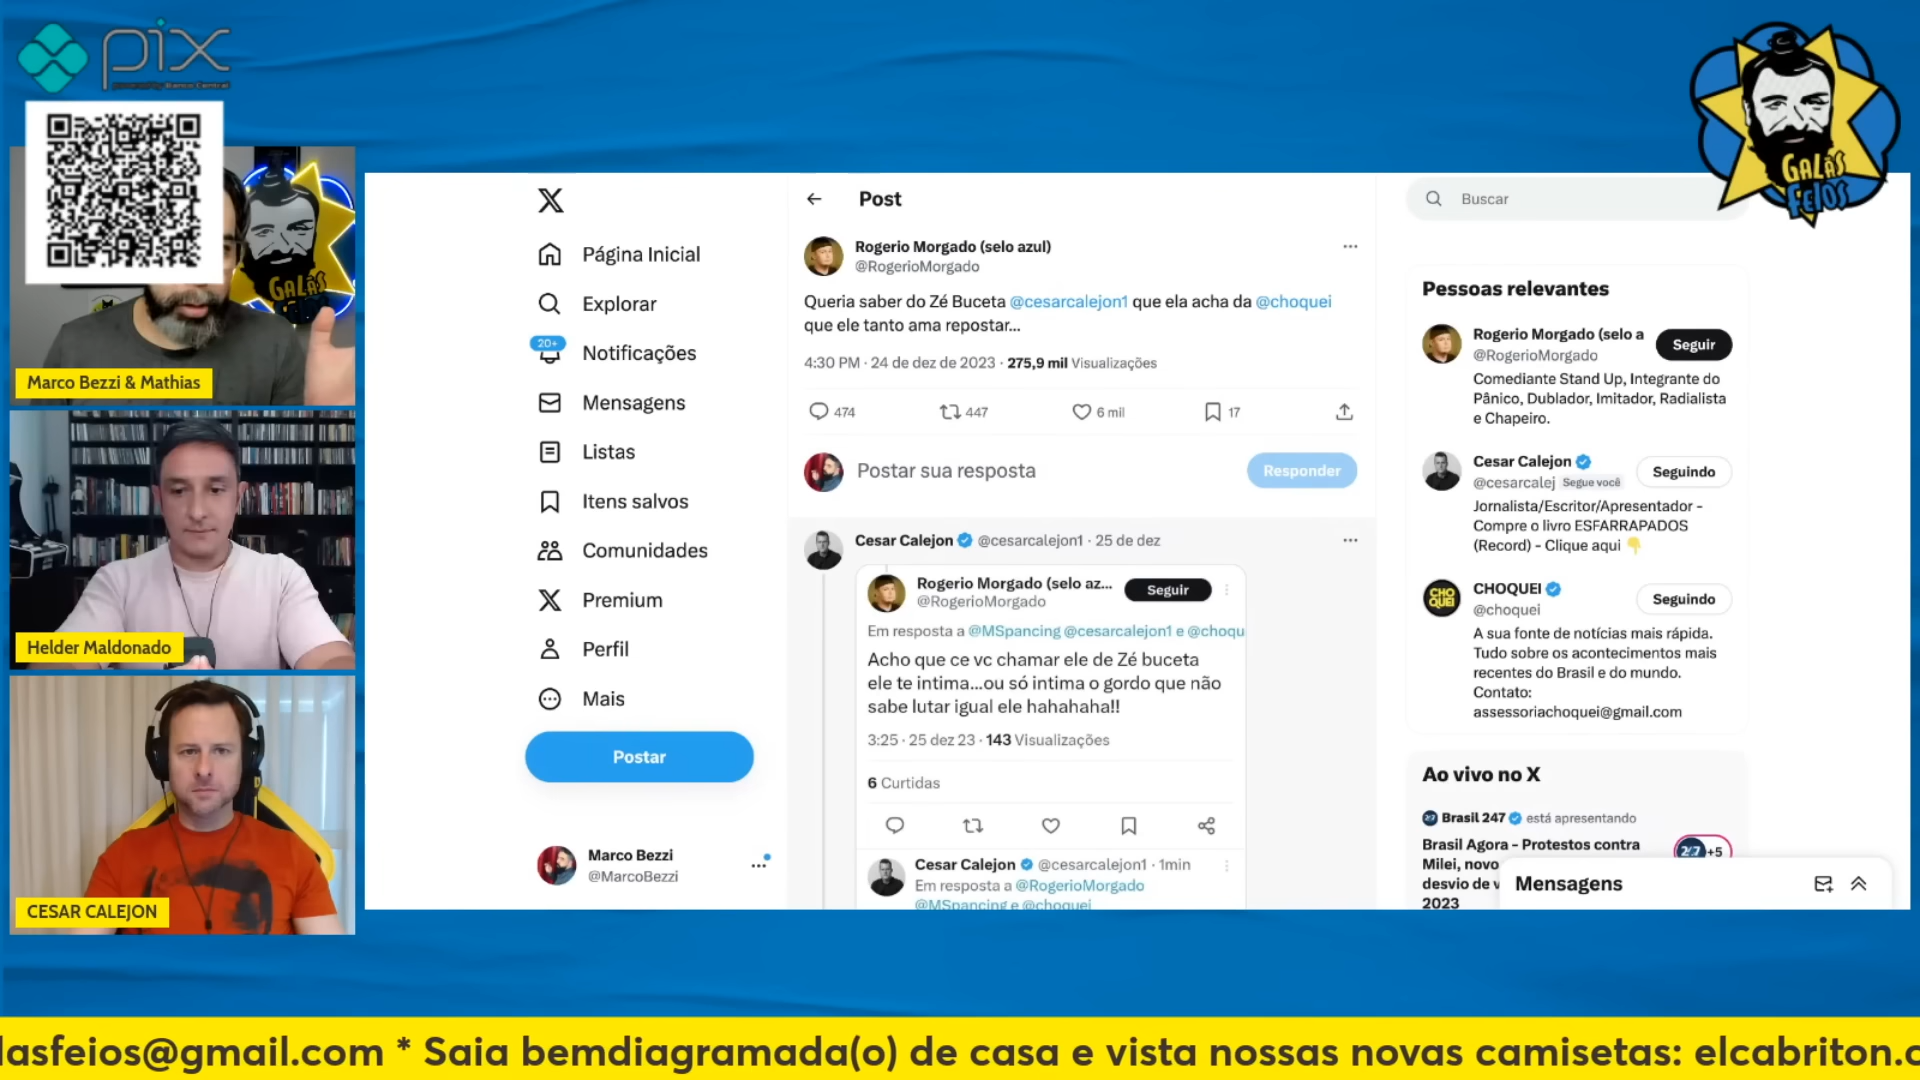 pix
powered by Banco Central
GALÃS
FEIOS
GALÃS
Marco Bezzi & Mathias
Helder Maldonado
CESAR CALEJON
X
Página Inicial
Explorar
20+
Notificações
Mensagens
Listas
Itens salvos
Comunidades
Premium
Perfil
Mais
Postar
Marco Bezzi
@MarcoBezzi
Post
Rogerio Morgado (selo azul)
@RogerioMorgado
Queria saber do Zé Buceta @cesarcalejon1 que ela acha da @choquei
que ele tanto ama repostar...
4:30 PM · 24 de dez de 2023 · 275,9 mil Visualizações
474 447 6 mil 17
Postar sua resposta
Responder
Cesar Calejon @cesarcalejon1 · 25 de dez
Rogerio Morgado (selo az...
@RogerioMorgado
Seguir
Em resposta a @MSpancing @cesarcalejon1 e @choqu
Acho que ce vc chamar ele de Zé buceta
ele te intima...ou só intima o gordo que não
sabe lutar igual ele hahahaha!!
3:25 · 25 dez 23 · 143 Visualizações
6 Curtidas
Cesar Calejon @cesarcalejon1 · 1min
Em resposta a @RogerioMorgado
@MSpancing e @choquei
Buscar
Pessoas relevantes
Rogerio Morgado (selo a
@RogerioMorgado
Seguir
Comediante Stand Up, Integrante do
Pânico, Dublador, Imitador, Radialista
e Chapeiro.
Cesar Calejon
@cesarcalej Segue você
Seguindo
Jornalista/Escritor/Apresentador -
Compre o livro ESFARRAPADOS
(Record) - Clique aqui 👇
CHO
QUEI
CHOQUEI
@choquei
Seguindo
A sua fonte de notícias mais rápida.
Tudo sobre os acontecimentos mais
recentes do Brasil e do mundo.
Contato:
assessoriachoquei@gmail.com
Ao vivo no X
Brasil 247 está apresentando
Brasil Agora - Protestos contra
Milei, novo
desvio de v
2023
247 +5
Mensagens
lasfeios@gmail.com * Saia bemdiagramada(o) de casa e vista nossas novas camisetas: elcabriton.c